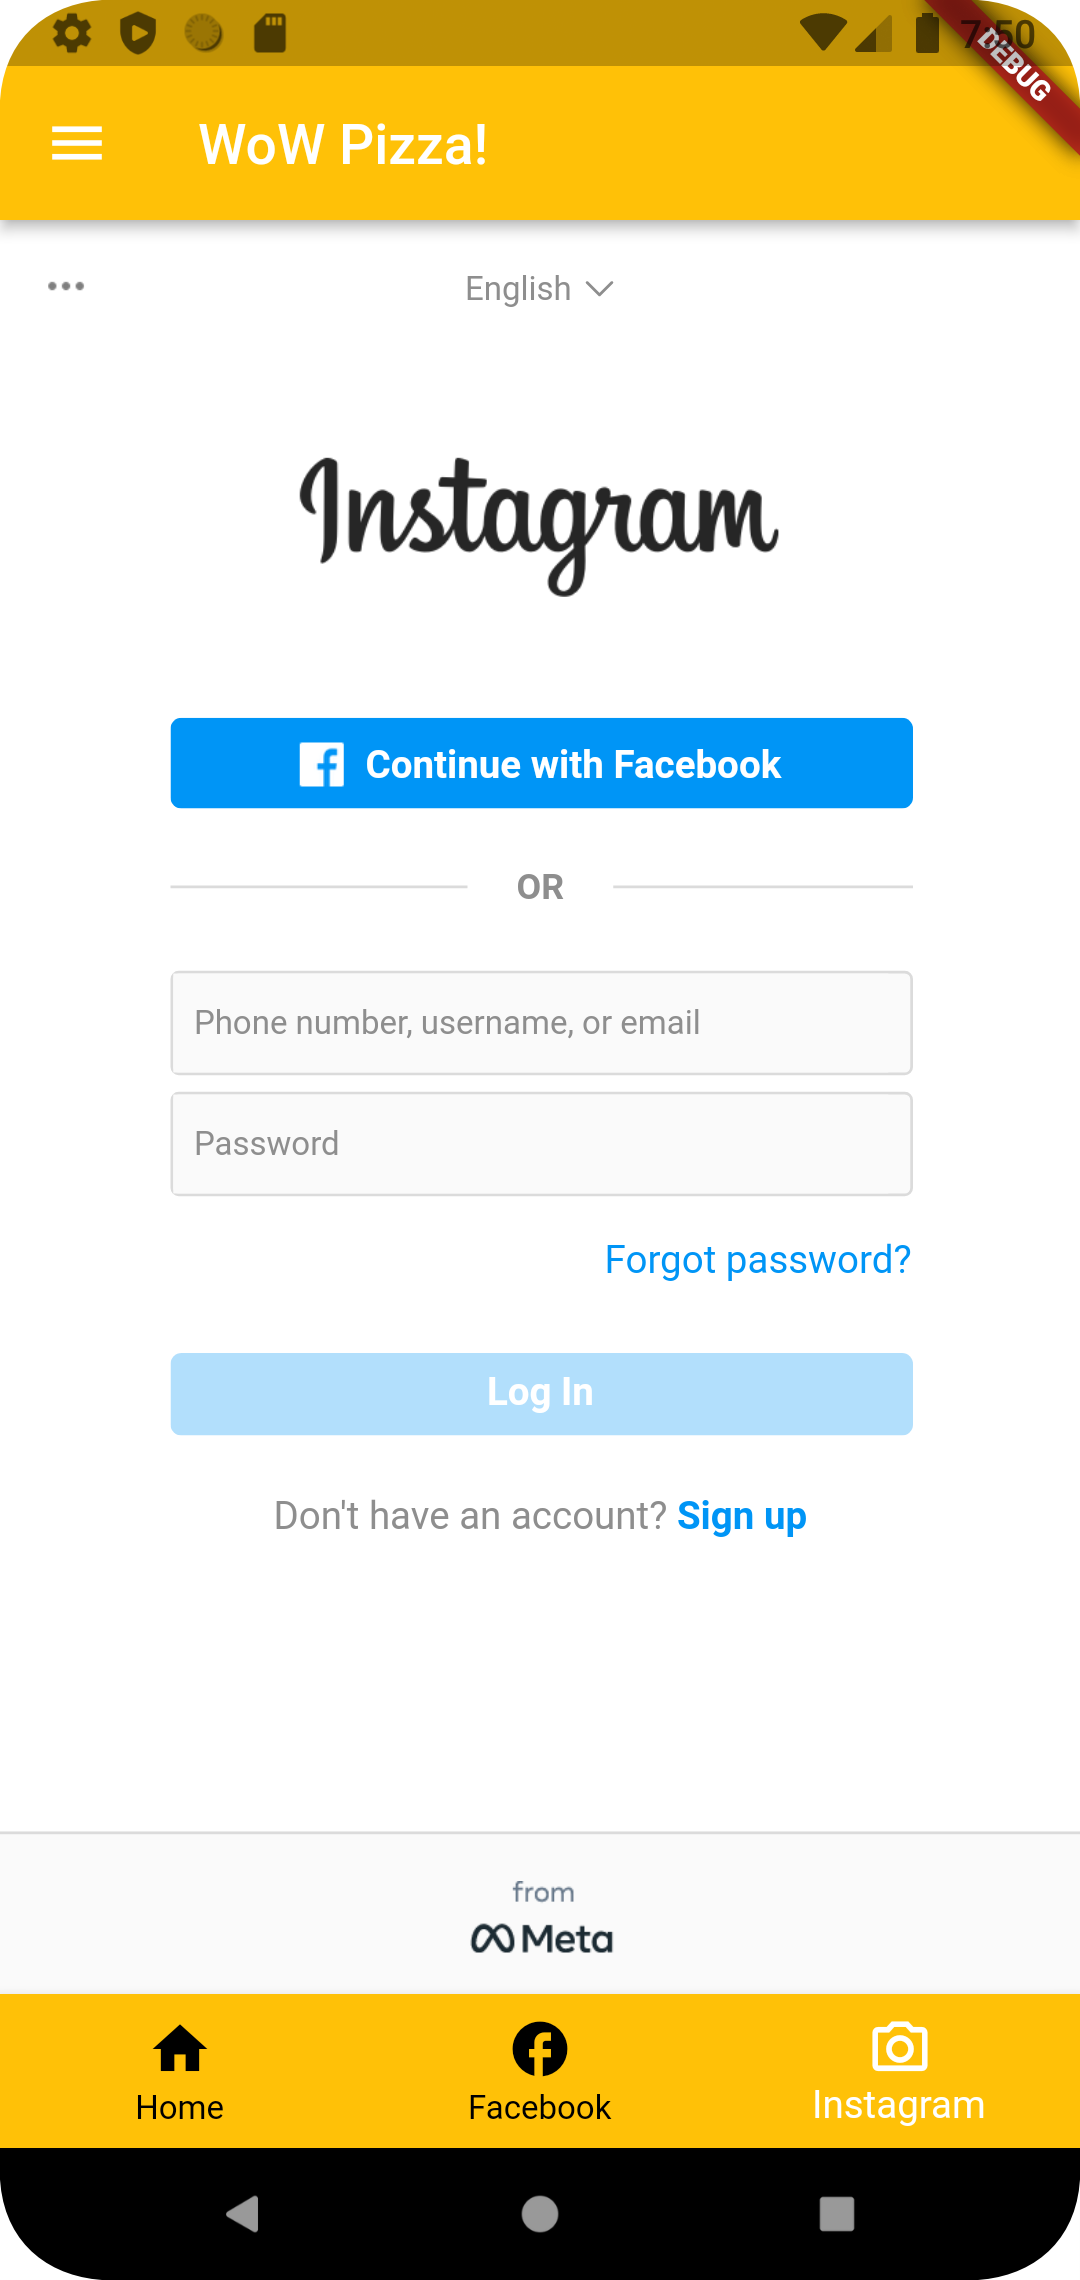 7:50
DEBUG
WoW Pizza!
English
Instagram
Continue with Facebook
OR
Phone number, username, or email
Password
Forgot password?
Log In
Don't have an account? Sign up
from
Meta
Home
Facebook
Instagram